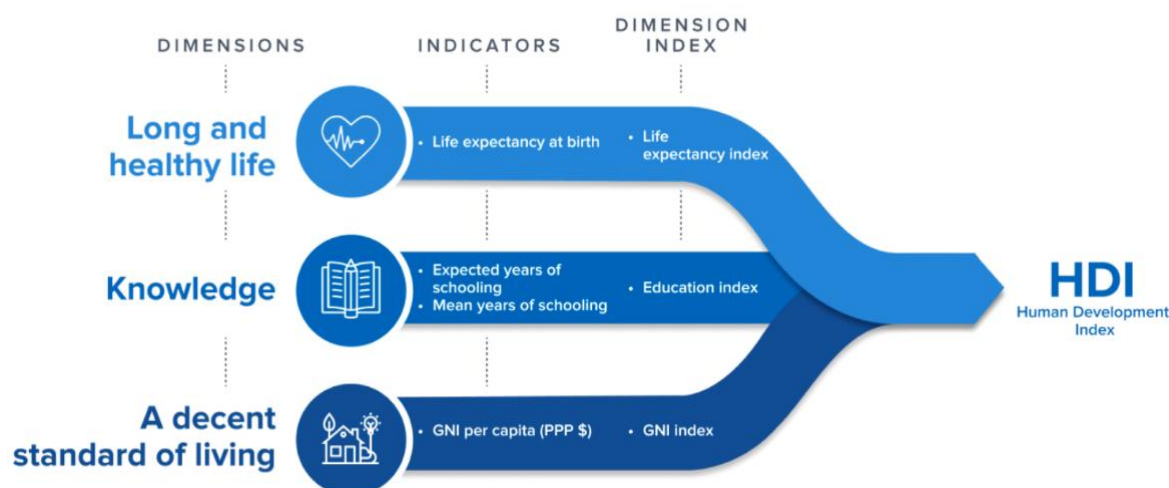 DIMENSIONS
INDICATORS
DIMENSION
INDEX
Long and
healthy life
• Life expectancy at birth
• Life
expectancy index
Knowledge
• Expected years of
schooling
• Mean years of schooling
• Education index
A decent
standard of living
• GNI per capita (PPP $)
• GNI index
HDI
Human Development
Index